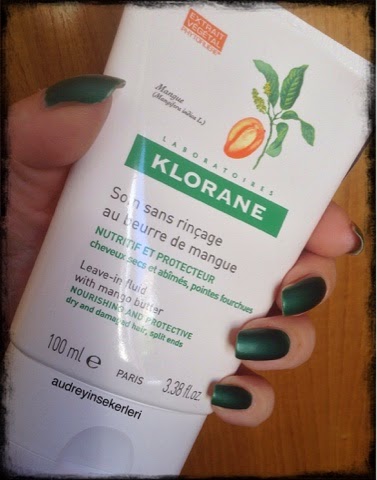 EXTRAIT
VÉGÉTAL
Mangue
(Mangifera indica L.)
LABORATOIRES
KLORANE
Soin sans rinçage
au beurre de mangue
NUTRITIF ET PROTECTEUR
cheveux secs et abîmés, pointes fourchues
Leave-in fluid
with mango butter
NOURISHING AND PROTECTIVE
dry and damaged hair, split ends
100 ml e
PARIS
3.38 fl.oz
audreyinsekerleri